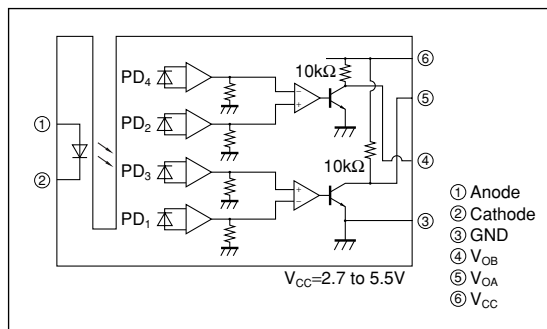 PD4
PD2
PD3
PD1
10kΩ
10kΩ
− +
+ −
① ② ③ ④ ⑤ ⑥
VCC=2.7 to 5.5V
① Anode
② Cathode
③ GND
④ VOB
⑤ VOA
⑥ VCC